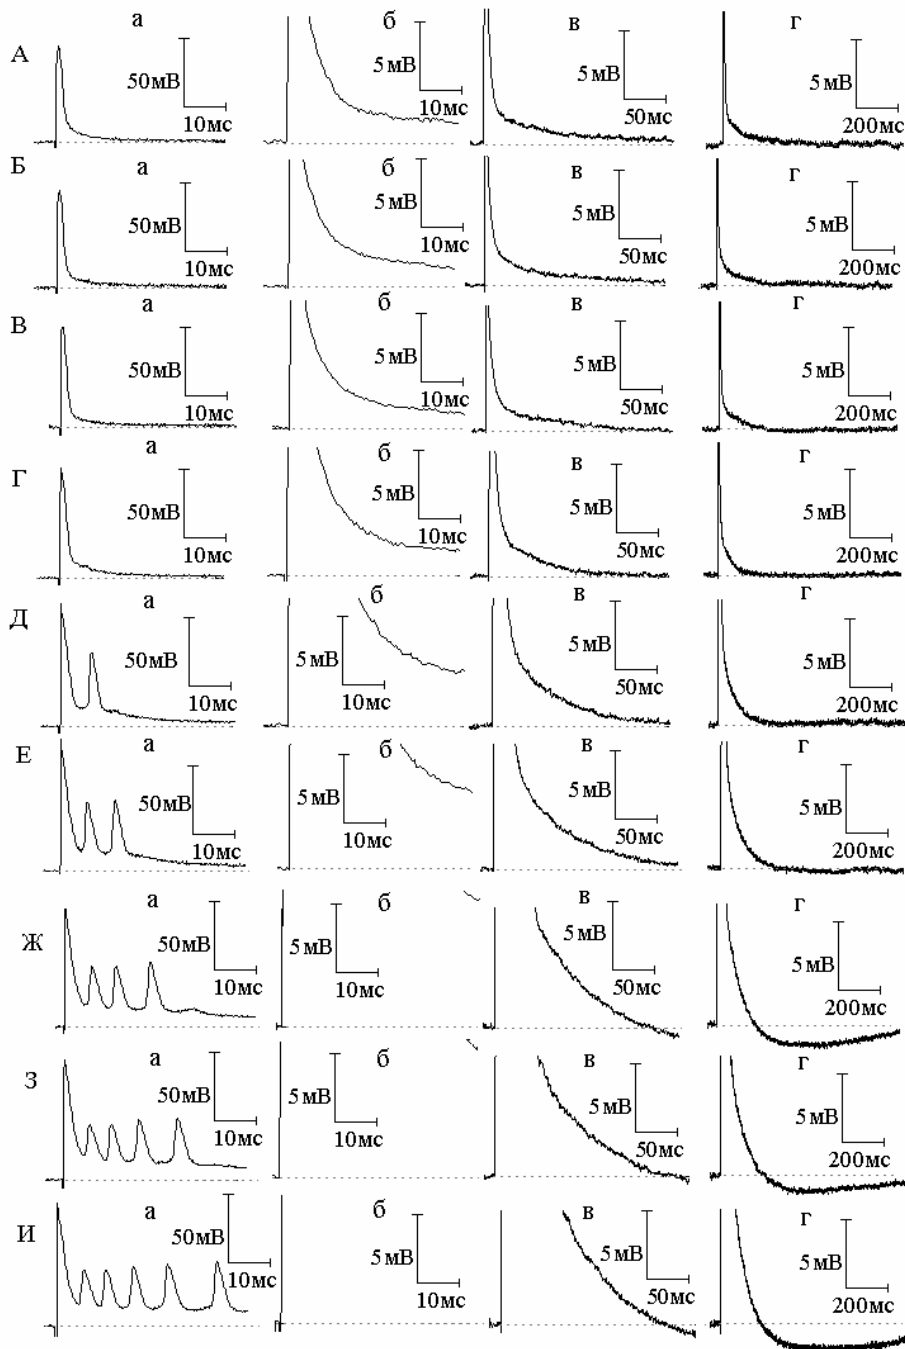 а б в г
А 50мВ 10мс 5мВ 10мс 5мВ 50мс 5мВ 200мс
а б в г
Б 50мВ 10мс 5мВ 10мс 5мВ 50мс 5мВ 200мс
а б в г
В 50мВ 10мс 5мВ 10мс 5мВ 50мс 5мВ 200мс
а б в г
Г 50мВ 10мс 5мВ 10мс 5мВ 50мс 5мВ 200мс
а б в г
Д 50мВ 10мс 5мВ 10мс 5мВ 50мс 5мВ 200мс
а б в г
Е 50мВ 10мс 5мВ 10мс 5мВ 50мс 5мВ 200мс
а б в г
Ж 50мВ 10мс 5мВ 10мс 5мВ 50мс 5мВ 200мс
а б в г
З 50мВ 10мс 5мВ 10мс 5мВ 50мс 5мВ 200мс
а б в г
И 50мВ 10мс 5мВ 10мс 5мВ 50мс 5мВ 200мс